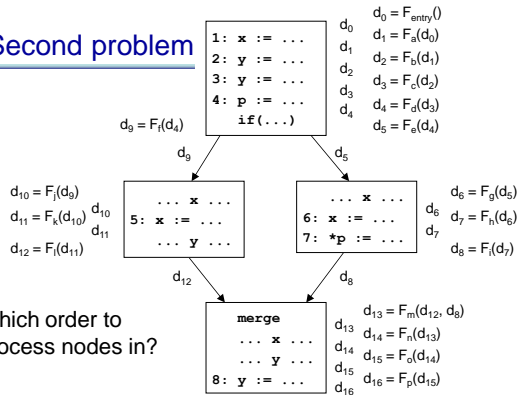 Second problem
1: x := ...
2: y := ...
3: y := ...
4: p := ...
if(...)
d0
d1
d2
d3
d4
d0 = Fentry()
d1 = Fa(d0)
d2 = Fb(d1)
d3 = Fc(d2)
d4 = Fd(d3)
d5 = Fe(d4)
d9 = Ff(d4)
d9
d5
d10 = Fj(d9)
d11 = Fk(d10)
d12 = Fl(d11)
d10
d11
... x ...
5: x := ...
... y ...
... x ...
6: x := ...
7: *p := ...
d6
d7
d6 = Fg(d5)
d7 = Fh(d6)
d8 = Fi(d7)
d12
d8
hich order to
ocess nodes in?
merge
... x ...
... y ...
8: y := ...
d13
d14
d15
d16
d13 = Fm(d12, d8)
d14 = Fn(d13)
d15 = Fo(d14)
d16 = Fp(d15)